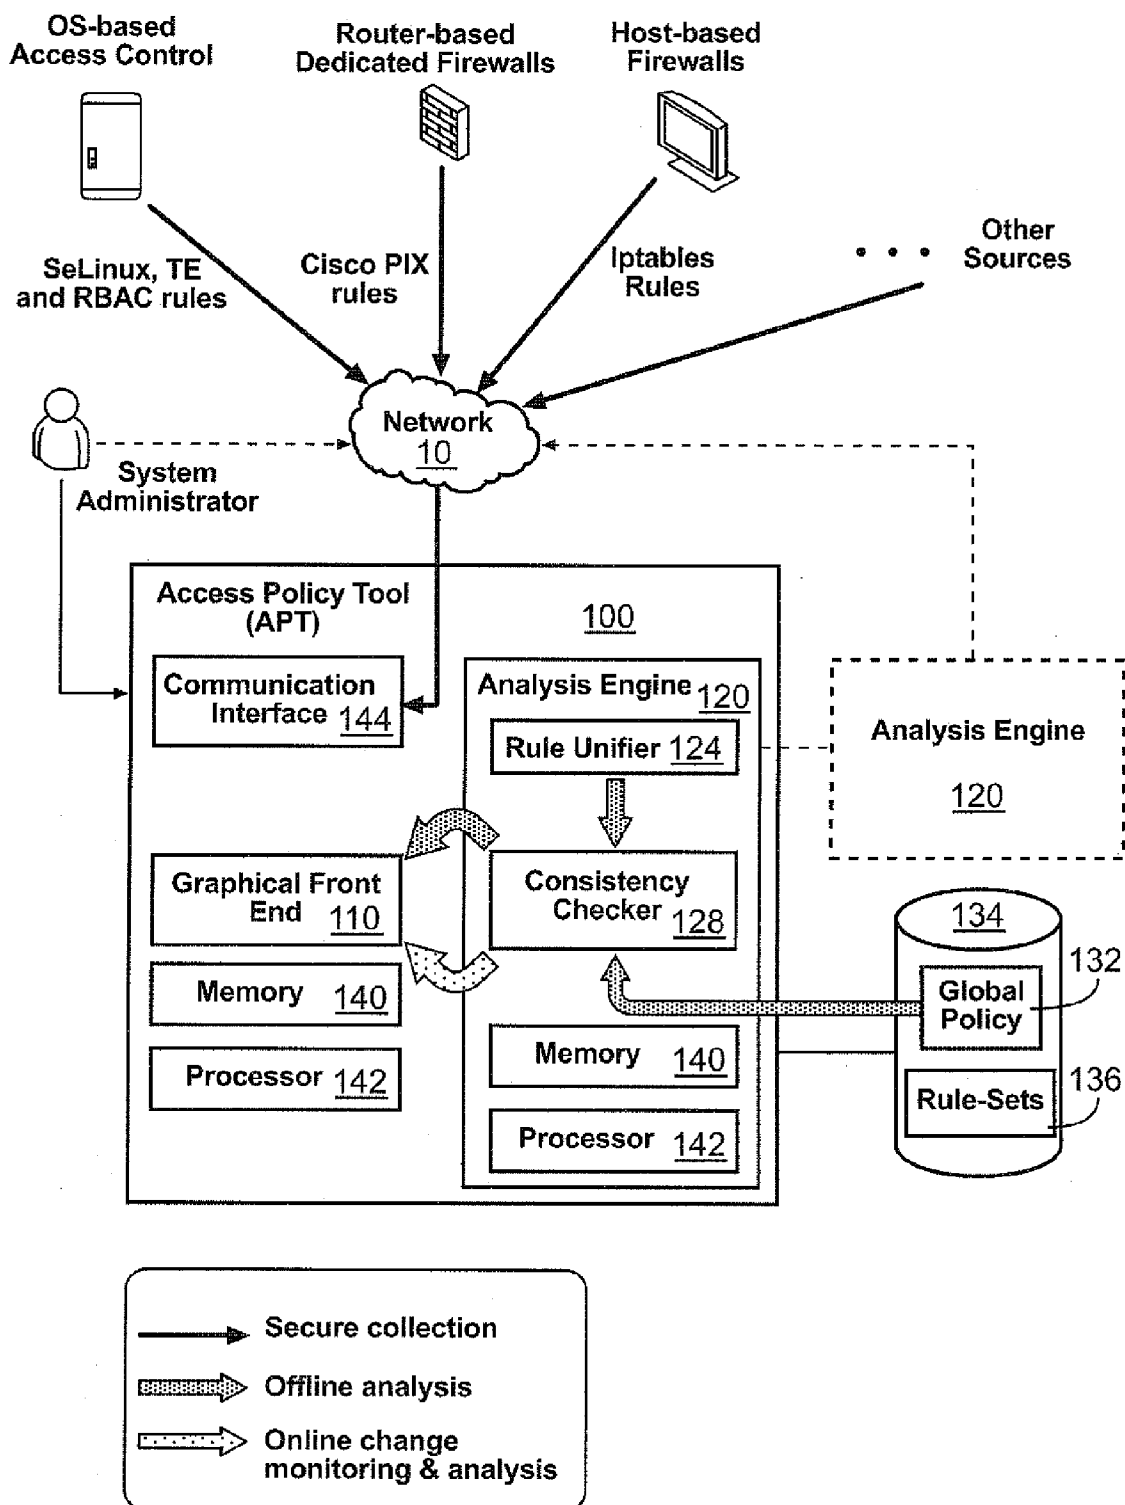 OS-based
Access Control
Router-based
Dedicated Firewalls
Host-based
Firewalls
Other
Sources
SeLinux, TE
and RBAC rules
Cisco PIX
rules
Iptables
Rules
Network
10
System
Administrator
Access Policy Tool
(APT)
100
Communication
Interface 144
Analysis Engine
120
Rule Unifier 124
Analysis Engine
120
Graphical Front
End 110
Consistency
Checker 128
134
132
Global
Policy
Memory 140
Memory 140
Processor 142
Processor 142
136
Rule-Sets
Secure collection
Offline analysis
Online change
monitoring & analysis